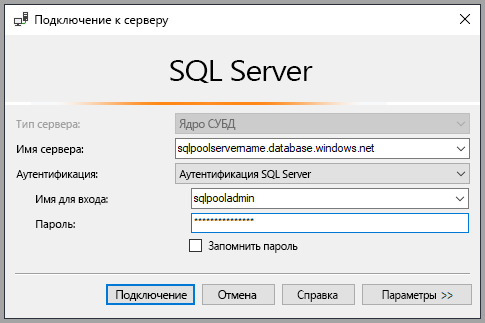 Подключение к серверу
SQL Server
Тип сервера: Ядро СУБД
Имя сервера: sqlpoolservername.database.windows.net
Аутентификация: Аутентификация SQL Server
Имя для входа: sqlpooladmin
Пароль: ***************
Запомнить пароль
Подключение Отмена Справка Параметры >>